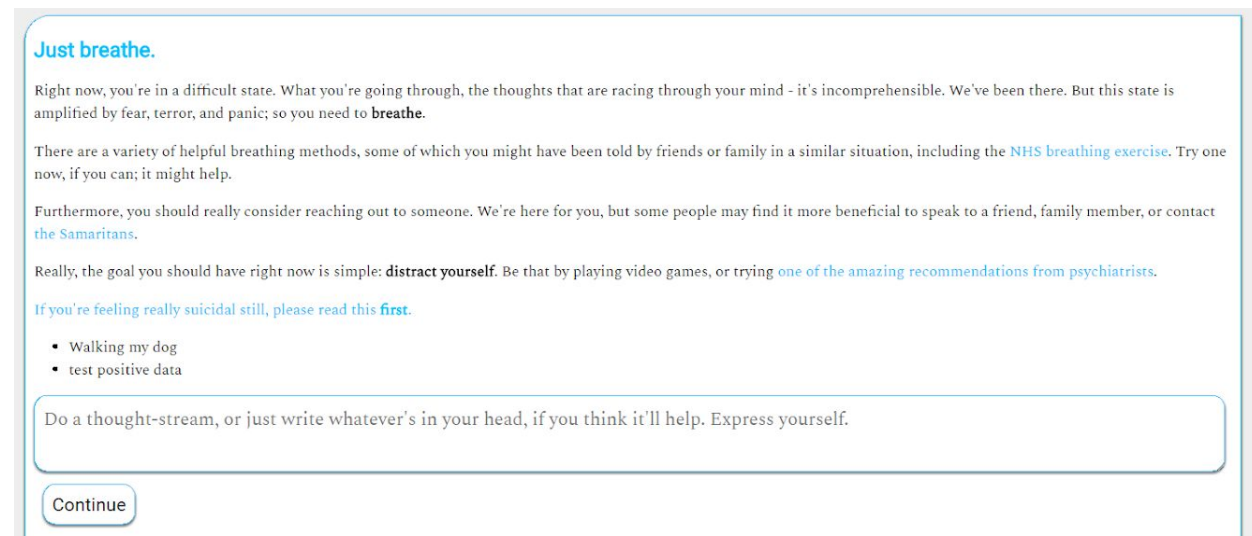 Just breathe.
Right now, you're in a difficult state. What you're going through, the thoughts that are racing through your mind - it's incomprehensible. We've been there. But this state is
amplified by fear, terror, and panic; so you need to breathe.
There are a variety of helpful breathing methods, some of which you might have been told by friends or family in a similar situation, including the NHS breathing exercise. Try one
now, if you can; it might help.
Furthermore, you should really consider reaching out to someone. We're here for you, but some people may find it more beneficial to speak to a friend, family member, or contact
the Samaritans.
Really, the goal you should have right now is simple: distract yourself. Be that by playing video games, or trying one of the amazing recommendations from psychiatrists.
If you're feeling really suicidal still, please read this first.
• Walking my dog
• test positive data
Do a thought-stream, or just write whatever's in your head, if you think it'll help. Express yourself.
Continue